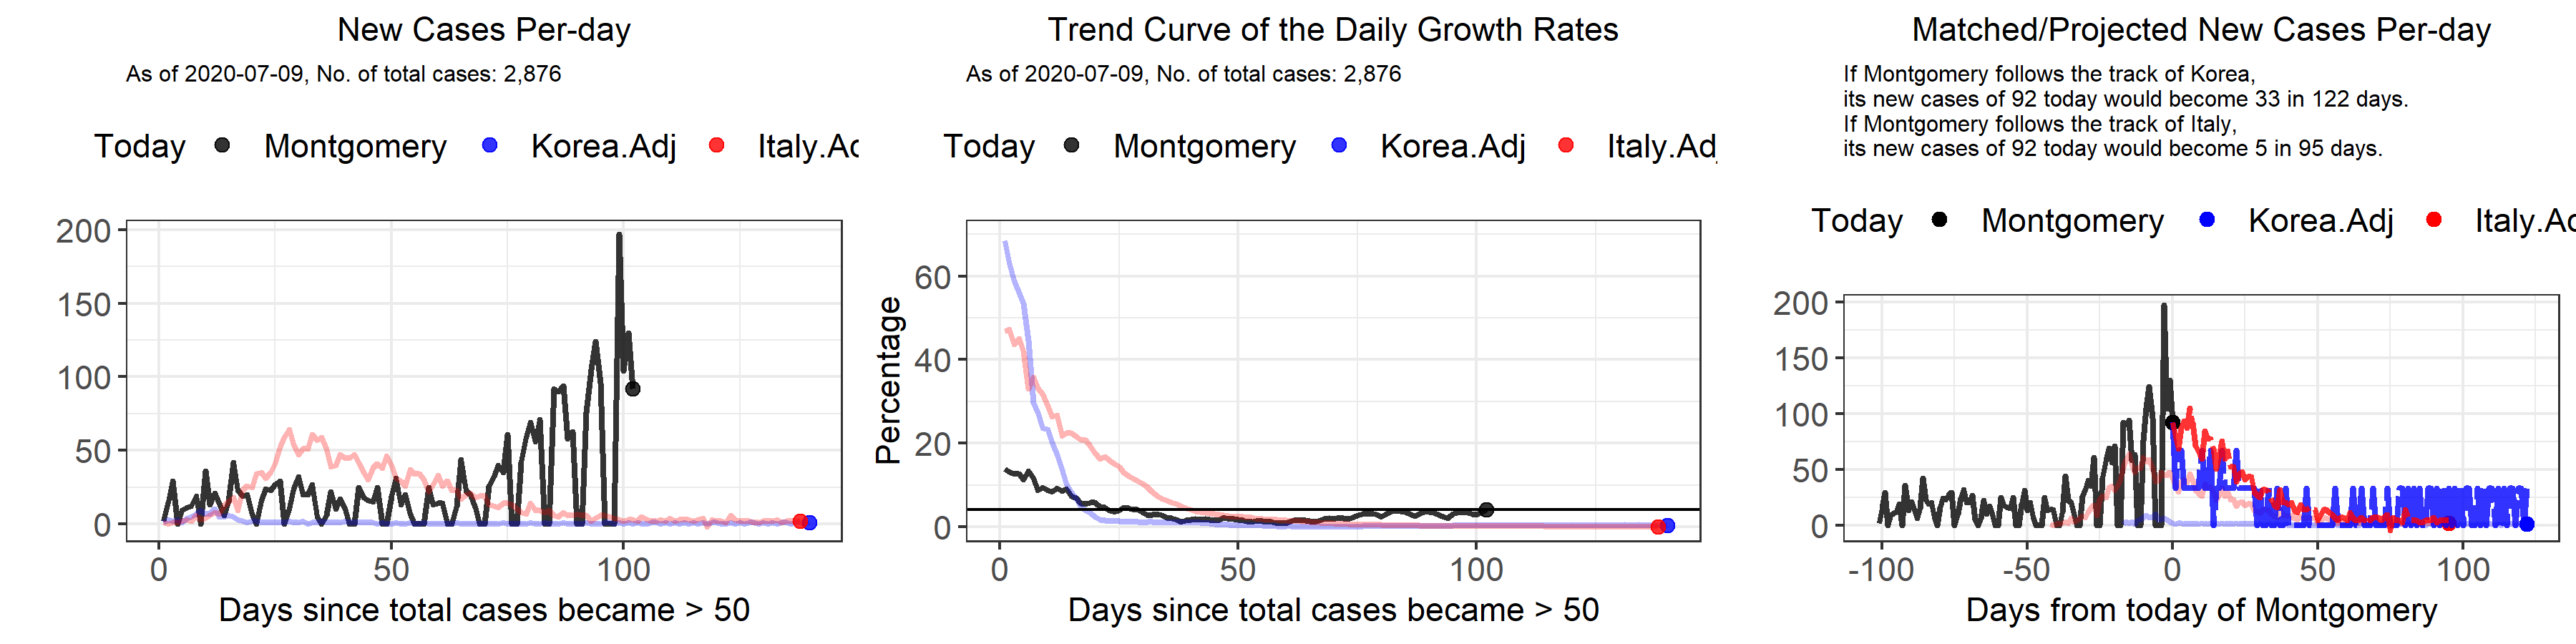 New Cases Per-day
As of 2020-07-09, No. of total cases: 2,876
Today Montgomery Korea.Adj Italy.Ac
200
150
100
50
0
0 50 100
Days since total cases became > 50
Trend Curve of the Daily Growth Rates
As of 2020-07-09, No. of total cases: 2,876
Today Montgomery Korea.Adj Italy.Adj
Percentage
60
40
20
0
0 50 100
Days since total cases became > 50
Matched/Projected New Cases Per-day
If Montgomery follows the track of Korea,
its new cases of 92 today would become 33 in 122 days.
If Montgomery follows the track of Italy,
its new cases of 92 today would become 5 in 95 days.
Today Montgomery Korea.Adj Italy.Ac
200
150
100
50
0
-100 -50 0 50 100
Days from today of Montgomery